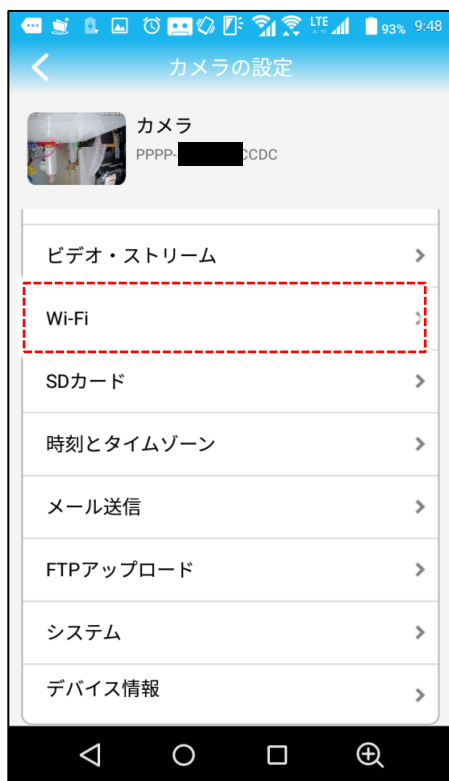 LTE 93% 9:48
カメラの設定
カメラ
PPPP- CCDC
ビデオ・ストリーム
Wi-Fi
SDカード
時刻とタイムゾーン
メール送信
FTPアップロード
システム
デバイス情報